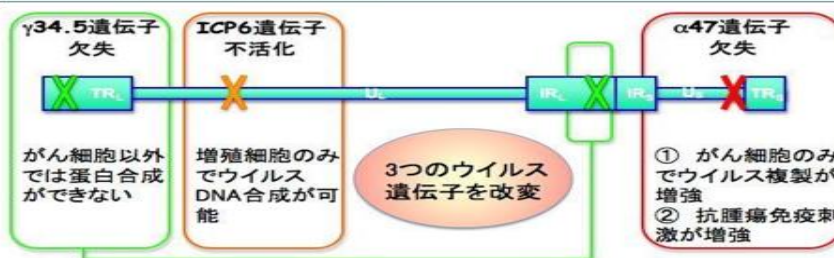 γ34.5遺伝子
欠失
ICP6遺伝子
不活化
α47遺伝子
欠失
TRL
UL
IRL
IRS
US
TRS
がん細胞以外
では蛋白合成
ができない
増殖細胞のみ
でウイルス
DNA合成が可
能
3つのウイルス
遺伝子を改変
① がん細胞のみ
でウイルス複製が
増強
② 抗腫瘍免疫刺
激が増強